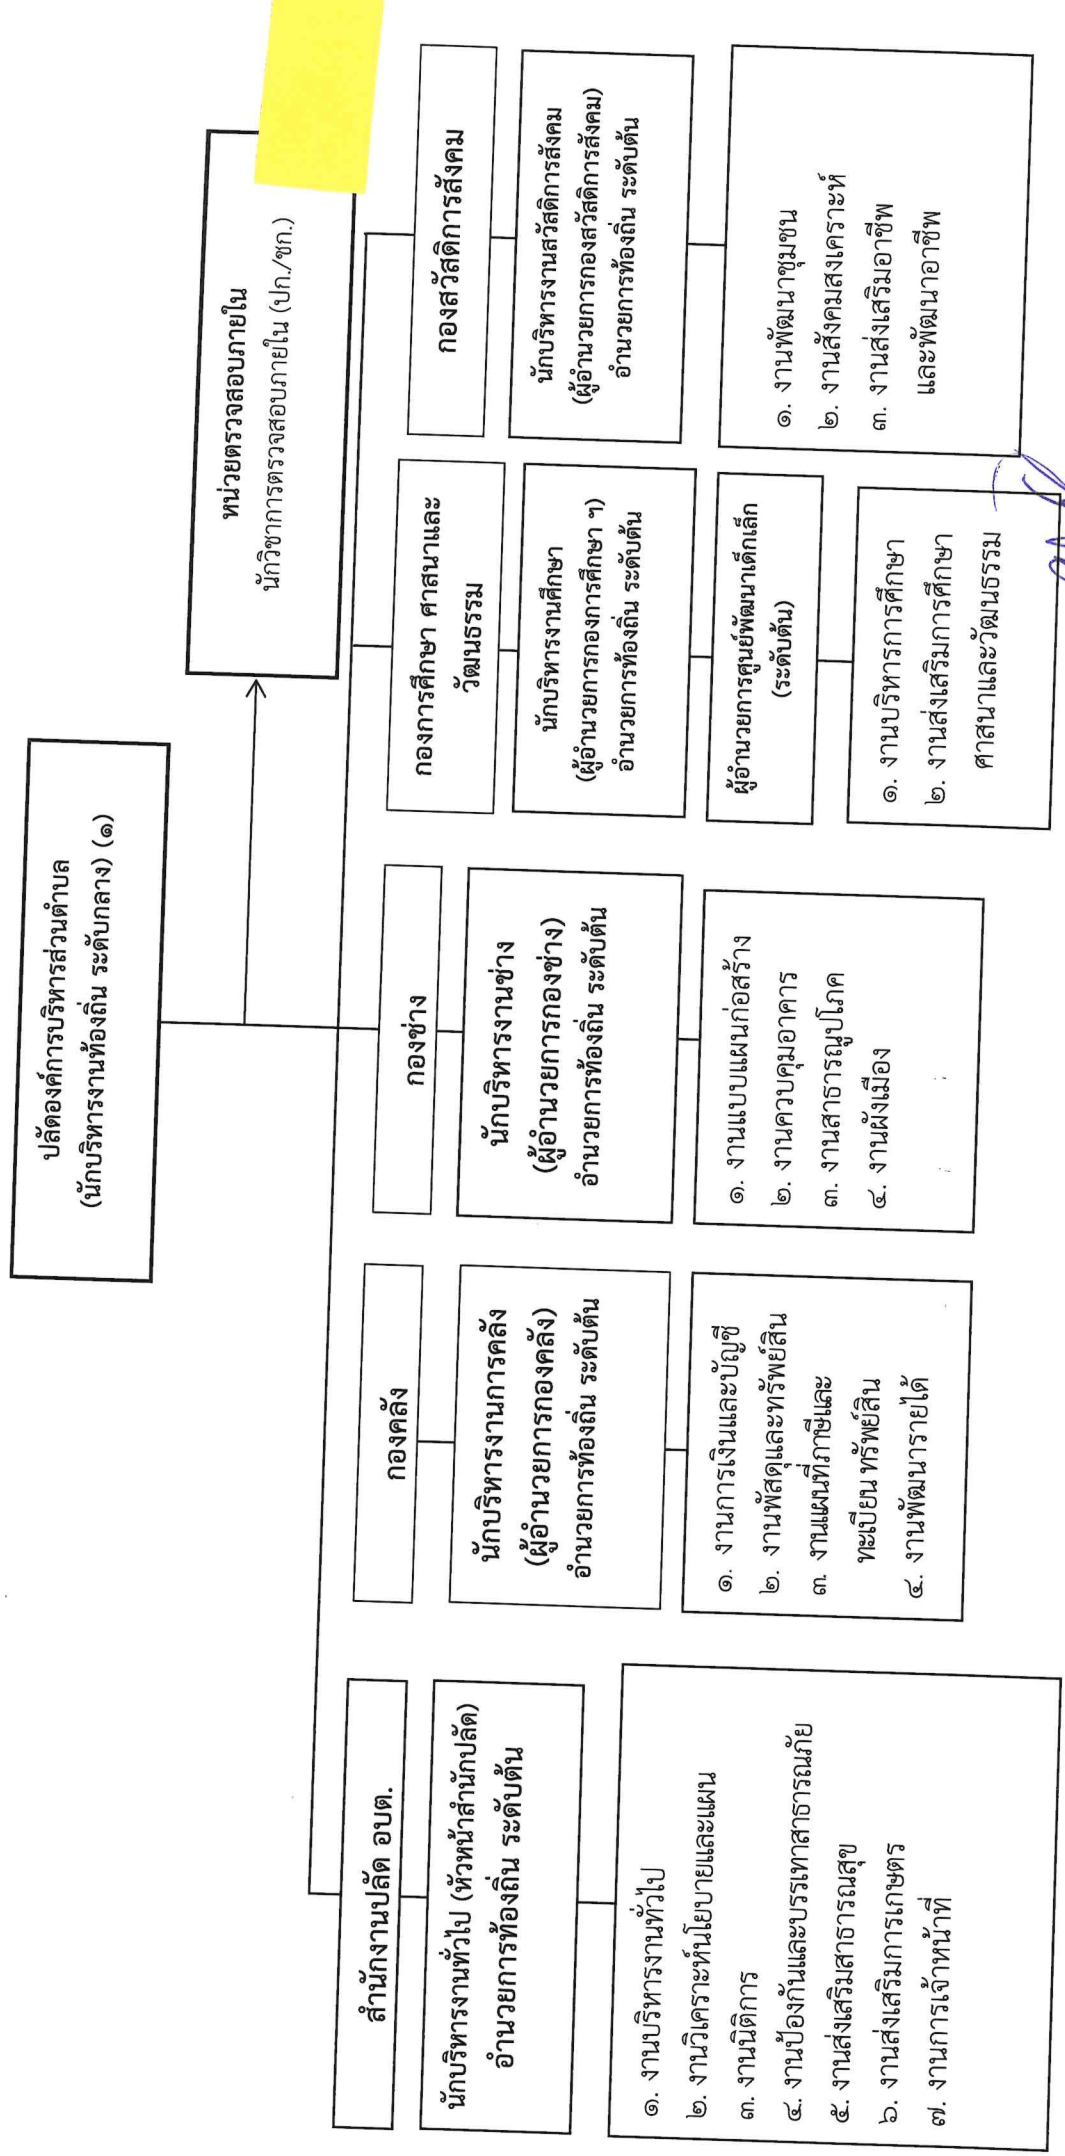 ปลัดองค์การบริหารส่วนตำบล
(นักบริหารงานท้องถิ่น ระดับกลาง) (๑)
หน่วยตรวจสอบภายใน
นักวิชาการตรวจสอบภายใน (ปก./ชก.)
สำนักงานปลัด อบต.
นักบริหารงานทั่วไป (หัวหน้าสำนักปลัด)
อำนวยการท้องถิ่น ระดับต้น
๑. งานบริหารงานทั่วไป
๒. งานวิเคราะห์นโยบายและแผน
๓. งานนิติการ
๔. งานป้องกันและบรรเทาสาธารณภัย
๕. งานส่งเสริมสาธารณสุข
๖. งานส่งเสริมการเกษตร
๗. งานการเจ้าหน้าที่
กองคลัง
นักบริหารงานการคลัง
(ผู้อำนวยการกองคลัง)
อำนวยการท้องถิ่น ระดับต้น
๑. งานการเงินและบัญชี
๒. งานพัสดุและทรัพย์สิน
๓. งานแผนที่ภาษีและ
ทะเบียน ทรัพย์สิน
๔. งานพัฒนารายได้
กองช่าง
นักบริหารงานช่าง
(ผู้อำนวยการกองช่าง)
อำนวยการท้องถิ่น ระดับต้น
๑. งานแบบแผนก่อสร้าง
๒. งานควบคุมอาคาร
๓. งานสาธารณูปโภค
๔. งานผังเมือง
กองการศึกษา ศาสนาและ
วัฒนธรรม
นักบริหารงานศึกษา
(ผู้อำนวยการกองการศึกษา ฯ)
อำนวยการท้องถิ่น ระดับต้น
ผู้อำนวยการศูนย์พัฒนาเด็กเล็ก
(ระดับต้น)
๑. งานบริหารการศึกษา
๒. งานส่งเสริมการศึกษา
ศาสนาและวัฒนธรรม
กองสวัสดิการสังคม
นักบริหารงานสวัสดิการสังคม
(ผู้อำนวยการกองสวัสดิการสังคม)
อำนวยการท้องถิ่น ระดับต้น
๑. งานพัฒนาชุมชน
๒. งานสังคมสงเคราะห์
๓. งานส่งเสริมอาชีพ
และพัฒนาอาชีพ